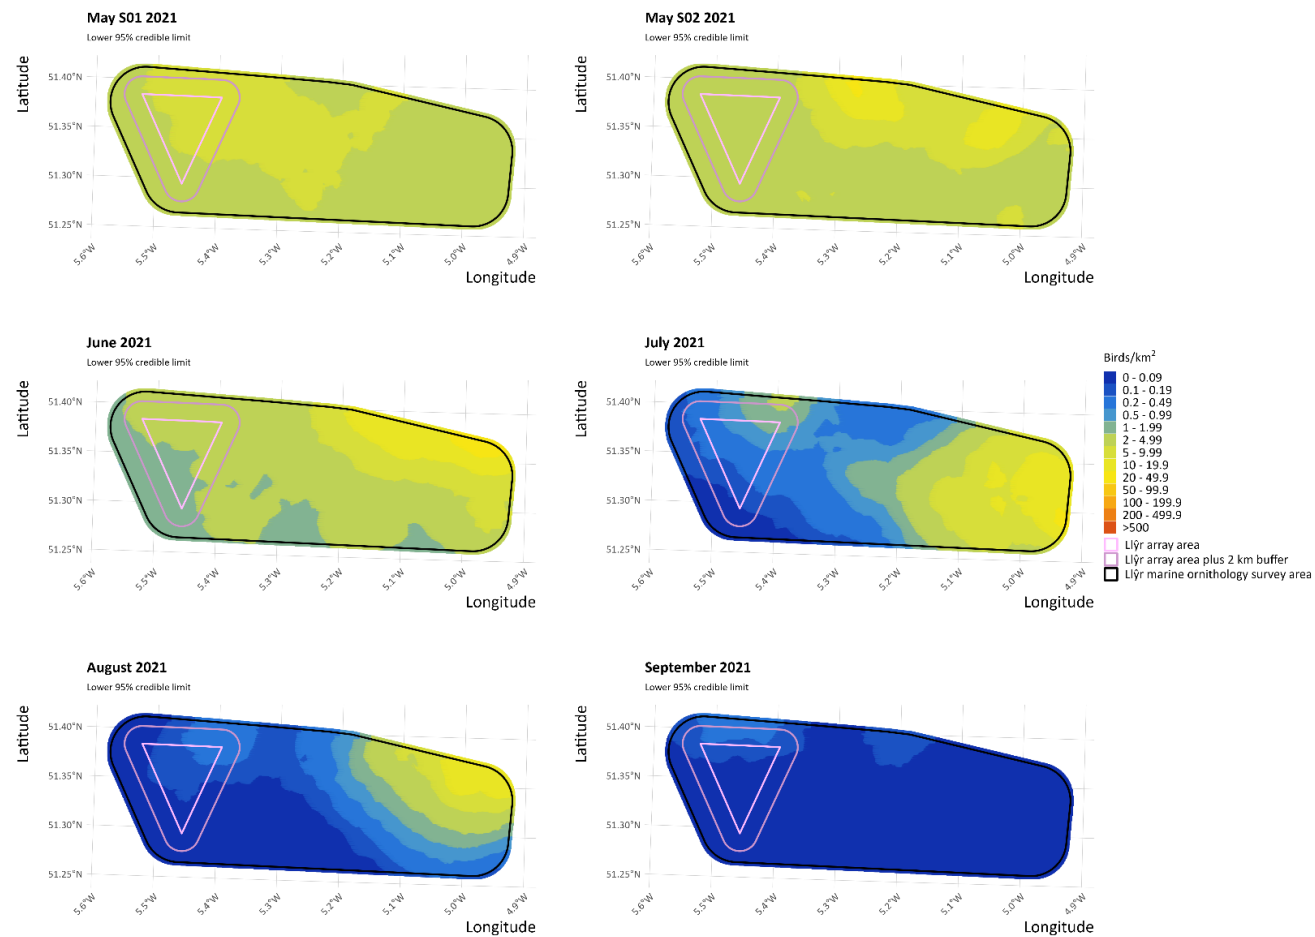 May S01 2021
Lower 95% credible limit
Latitude
51.40°N
51.35°N
51.30°N
51.25°N
5.6°W
5.5°W
5.4°W
5.3°W
5.2°W
5.1°W
5.0°W
4.9°W
Longitude
May S02 2021
Lower 95% credible limit
Latitude
51.40°N
51.35°N
51.30°N
51.25°N
5.6°W
5.5°W
5.4°W
5.3°W
5.2°W
5.1°W
5.0°W
4.9°W
Longitude
June 2021
Lower 95% credible limit
Latitude
51.40°N
51.35°N
51.30°N
51.25°N
5.6°W
5.5°W
5.4°W
5.3°W
5.2°W
5.1°W
5.0°W
4.9°W
Longitude
July 2021
Lower 95% credible limit
Latitude
51.40°N
51.35°N
51.30°N
51.25°N
5.6°W
5.5°W
5.4°W
5.3°W
5.2°W
5.1°W
5.0°W
4.9°W
Longitude
Birds/km²
0 - 0.09
0.1 - 0.19
0.2 - 0.49
0.5 - 0.99
1 - 1.99
2 - 4.99
5 - 9.99
10 - 19.9
20 - 49.9
50 - 99.9
100 - 199.9
200 - 499.9
>500
Llŷr array area
Llŷr array area plus 2 km buffer
Llŷr marine ornithology survey area
August 2021
Lower 95% credible limit
Latitude
51.40°N
51.35°N
51.30°N
51.25°N
5.6°W
5.5°W
5.4°W
5.3°W
5.2°W
5.1°W
5.0°W
4.9°W
Longitude
September 2021
Lower 95% credible limit
Latitude
51.40°N
51.35°N
51.30°N
51.25°N
5.6°W
5.5°W
5.4°W
5.3°W
5.2°W
5.1°W
5.0°W
4.9°W
Longitude